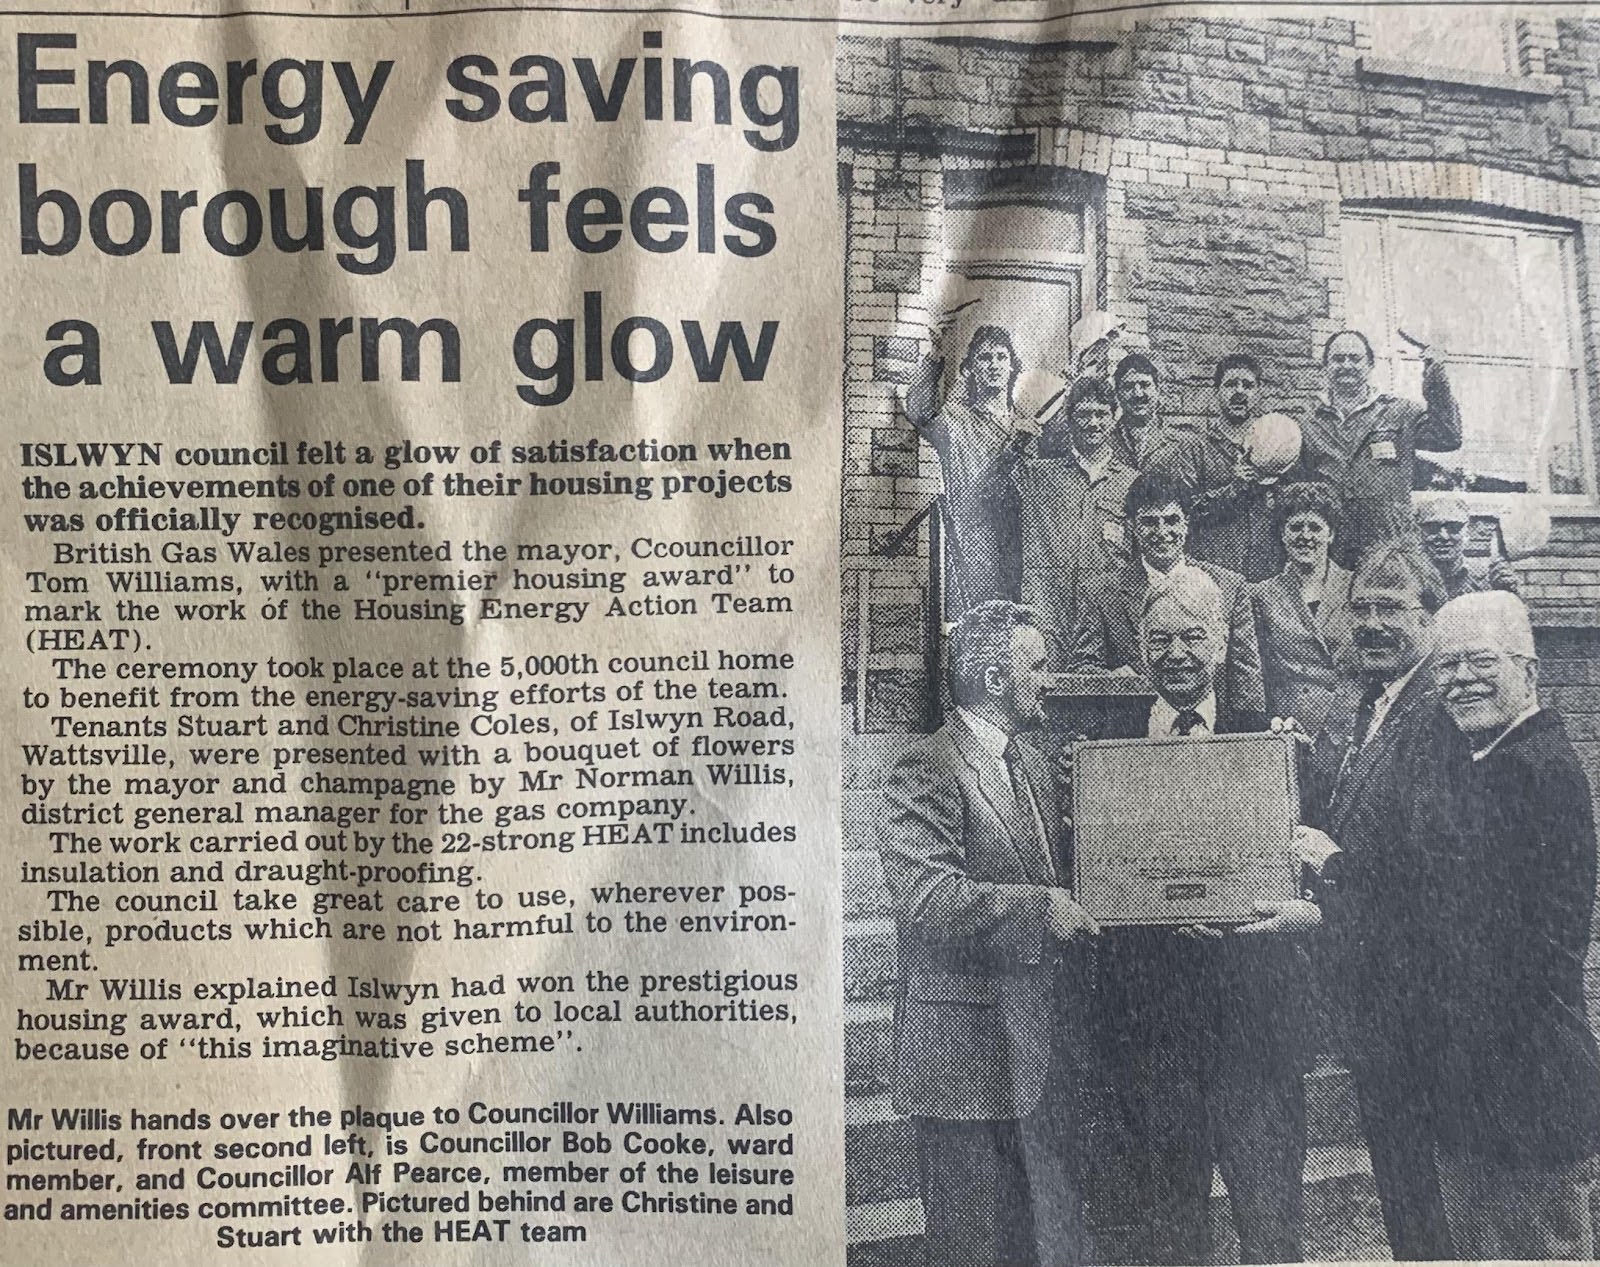 Energy saving
borough feels
a warm glow
ISLWYN council felt a glow of satisfaction when
the achievements of one of their housing projects
was officially recognised.
British Gas Wales presented the mayor, Ccouncillor
Tom Williams, with a "premier housing award" to
mark the work of the Housing Energy Action Team
(HEAT).
The ceremony took place at the 5,000th council home
to benefit from the energy-saving efforts of the team.
Tenants Stuart and Christine Coles, of Islwyn Road,
Wattsville, were presented with a bouquet of flowers
by the mayor and champagne by Mr Norman Willis,
district general manager for the gas company.
The work carried out by the 22-strong HEAT includes
insulation and draught-proofing.
The council take great care to use, wherever pos-
sible, products which are not harmful to the environ-
ment.
Mr Willis explained Islwyn had won the prestigious
housing award, which was given to local authorities,
because of "this imaginative scheme".
Mr Willis hands over the plaque to Councillor Williams. Also
pictured, front second left, is Councillor Bob Cooke, ward
member, and Councillor Alf Pearce, member of the leisure
and amenities committee. Pictured behind are Christine and
Stuart with the HEAT team